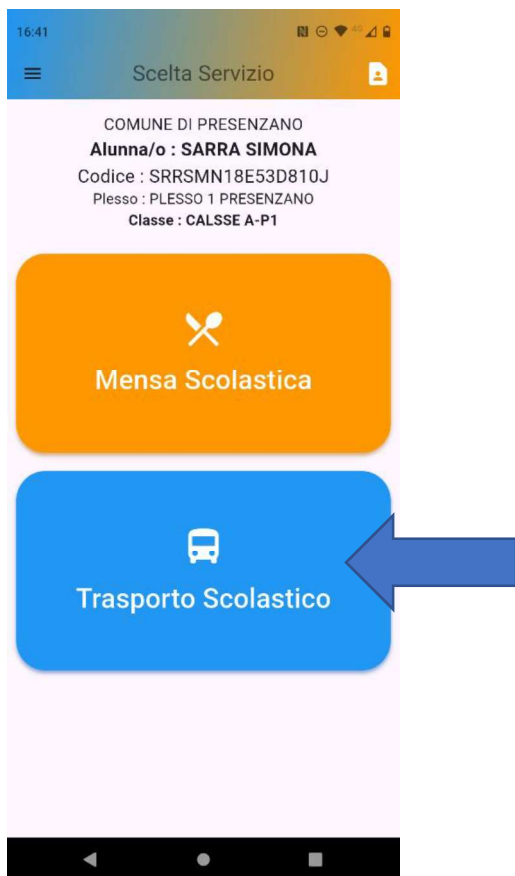 16:41
4G
Scelta Servizio
COMUNE DI PRESENZANO
Alunna/o : SARRA SIMONA
Codice : SRRSMN18E53D810J
Plesso : PLESSO 1 PRESENZANO
Classe : CALSSE A-P1
Mensa Scolastica
Trasporto Scolastico